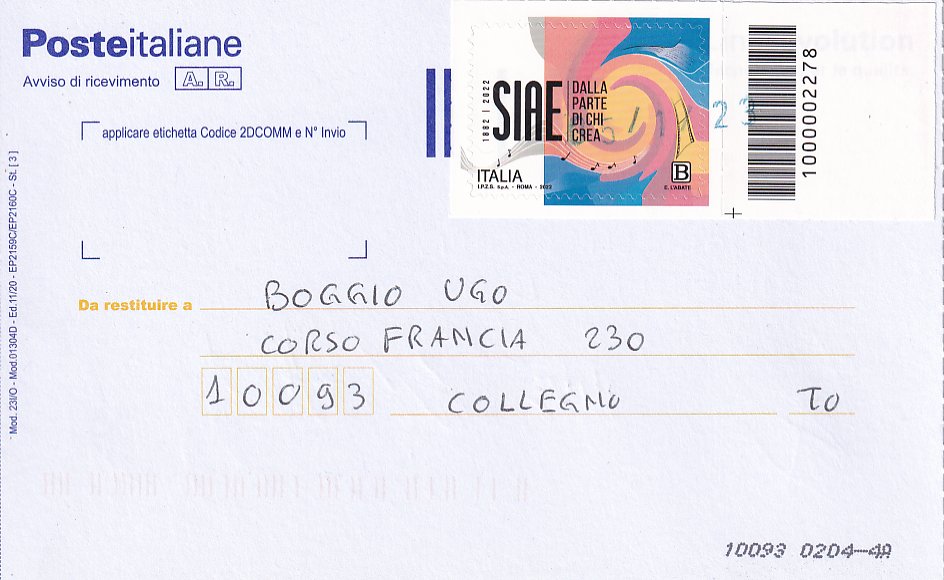 Posteitaliane
Avviso di ricevimento A. R.
applicare etichetta Codice 2DCOMM e N° Invio
Mod. 23I/O - Mod.01304D - Ed.11/20 - EP2159C/EP2160C - St. [3]
1882 | 2022
SIAE
DALLA
PARTE
DI CHI
CREA
ITALIA
I.P.Z.S. S.p.A. - ROMA - 2022
B
C. L'ABATE
1000002278
Da restituire a BOGGIO UGO
CORSO FRANCIA 230
10093 COLLEGNO TO
10093 0204-4A